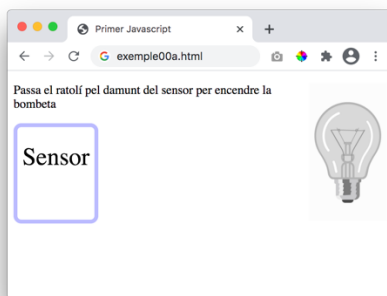 Primer Javascript
exemple00a.html
Passa el ratolí pel damunt del sensor per encendre la
bombeta
Sensor